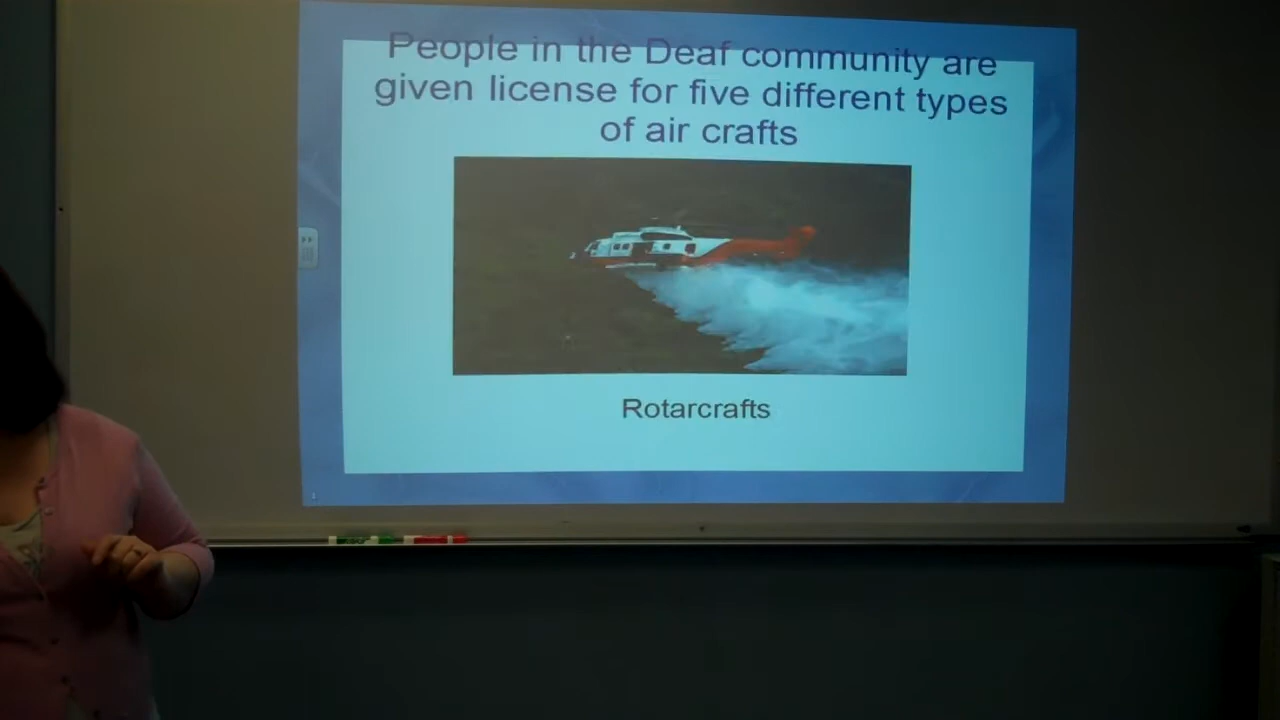 People in the Deaf community are
given license for five different types
of air crafts
Rotarcrafts